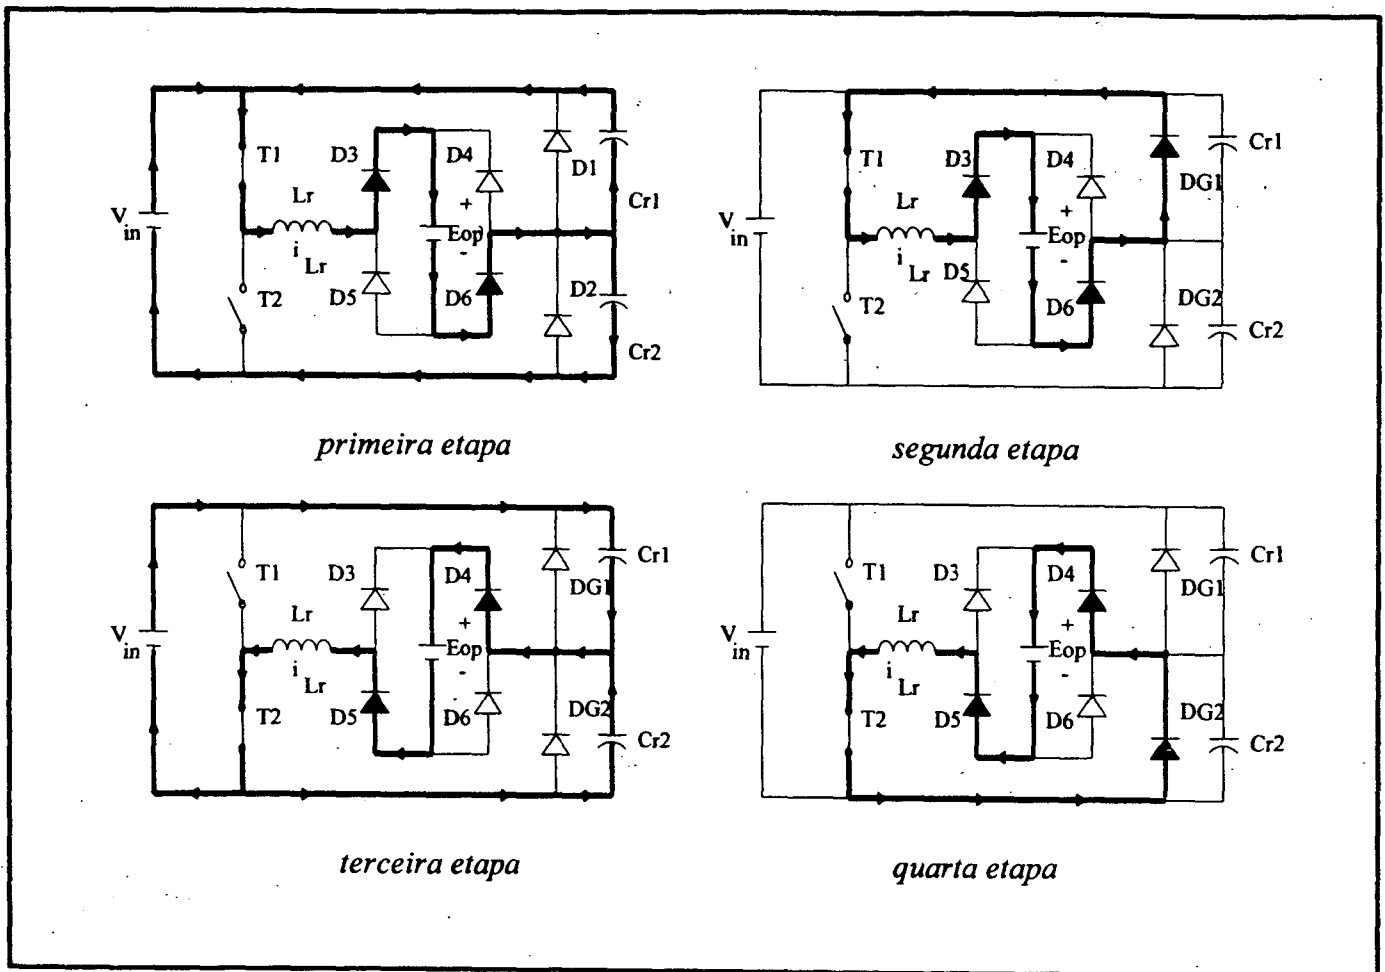 T1
D3
D4
D1
Cr1
Lr
V in
+
Eop
-
i Lr
T2
D5
D6
D2
Cr2
primeira etapa
T1
D3
D4
Cr1
DG1
Lr
V in
+
Eop
-
i Lr
D5
T2
D6
DG2
Cr2
segunda etapa
T1
D3
D4
Cr1
DG1
Lr
V in
+
Eop
-
i Lr
T2
D5
D6
DG2
Cr2
terceira etapa
T1
D3
D4
Cr1
DG1
Lr
V in
+
Eop
-
i Lr
T2
D5
D6
DG2
Cr2
quarta etapa